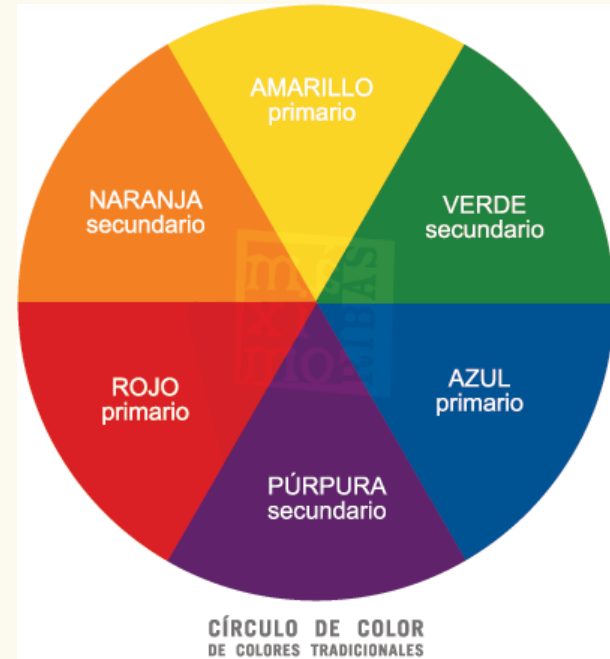 AMARILLO
primario
NARANJA
secundario
VERDE
secundario
ROJO
primario
AZUL
primario
PÚRPURA
secundario
CÍRCULO DE COLOR
DE COLORES TRADICIONALES